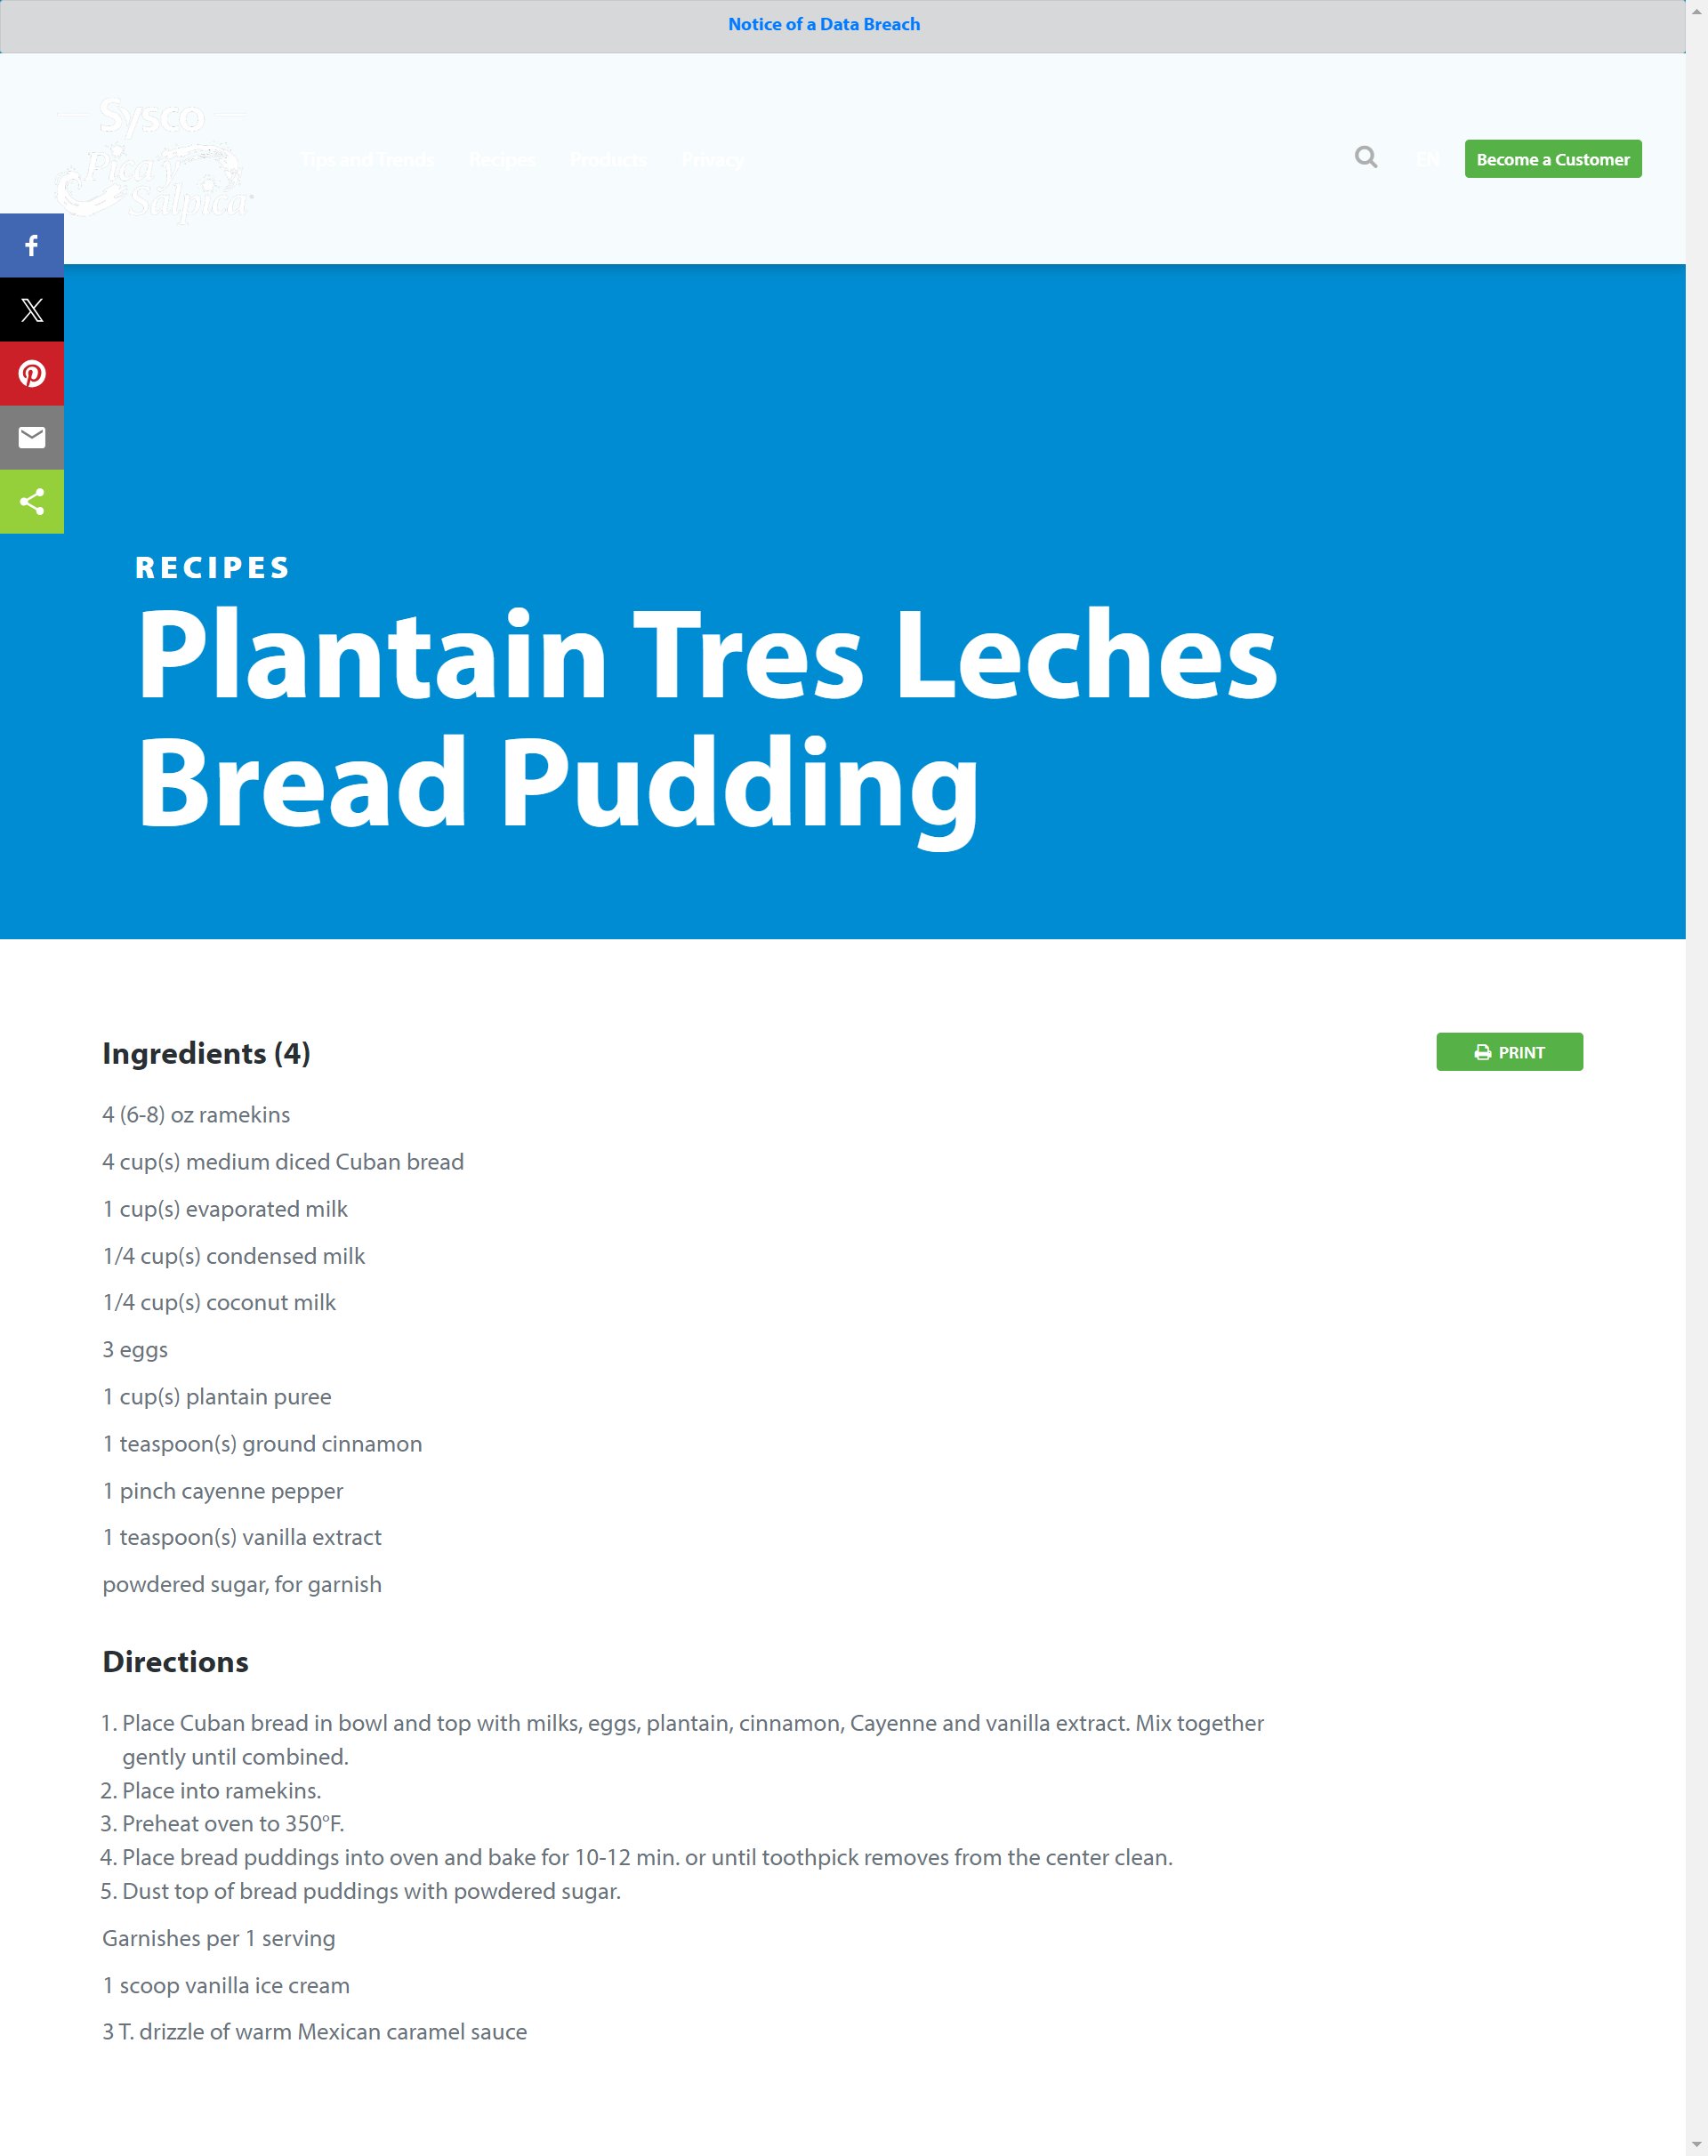 Notice of a Data Breach
Sysco
Pica y
Salpica
Tips and Trends Recipes Products Privacy EN Become a Customer
RECIPES
Plantain Tres Leches
Bread Pudding
Ingredients (4)
PRINT
4 (6-8) oz ramekins
4 cup(s) medium diced Cuban bread
1 cup(s) evaporated milk
1/4 cup(s) condensed milk
1/4 cup(s) coconut milk
3 eggs
1 cup(s) plantain puree
1 teaspoon(s) ground cinnamon
1 pinch cayenne pepper
1 teaspoon(s) vanilla extract
powdered sugar, for garnish
Directions
1. Place Cuban bread in bowl and top with milks, eggs, plantain, cinnamon, Cayenne and vanilla extract. Mix together
gently until combined.
2. Place into ramekins.
3. Preheat oven to 350°F.
4. Place bread puddings into oven and bake for 10-12 min. or until toothpick removes from the center clean.
5. Dust top of bread puddings with powdered sugar.
Garnishes per 1 serving
1 scoop vanilla ice cream
3 T. drizzle of warm Mexican caramel sauce